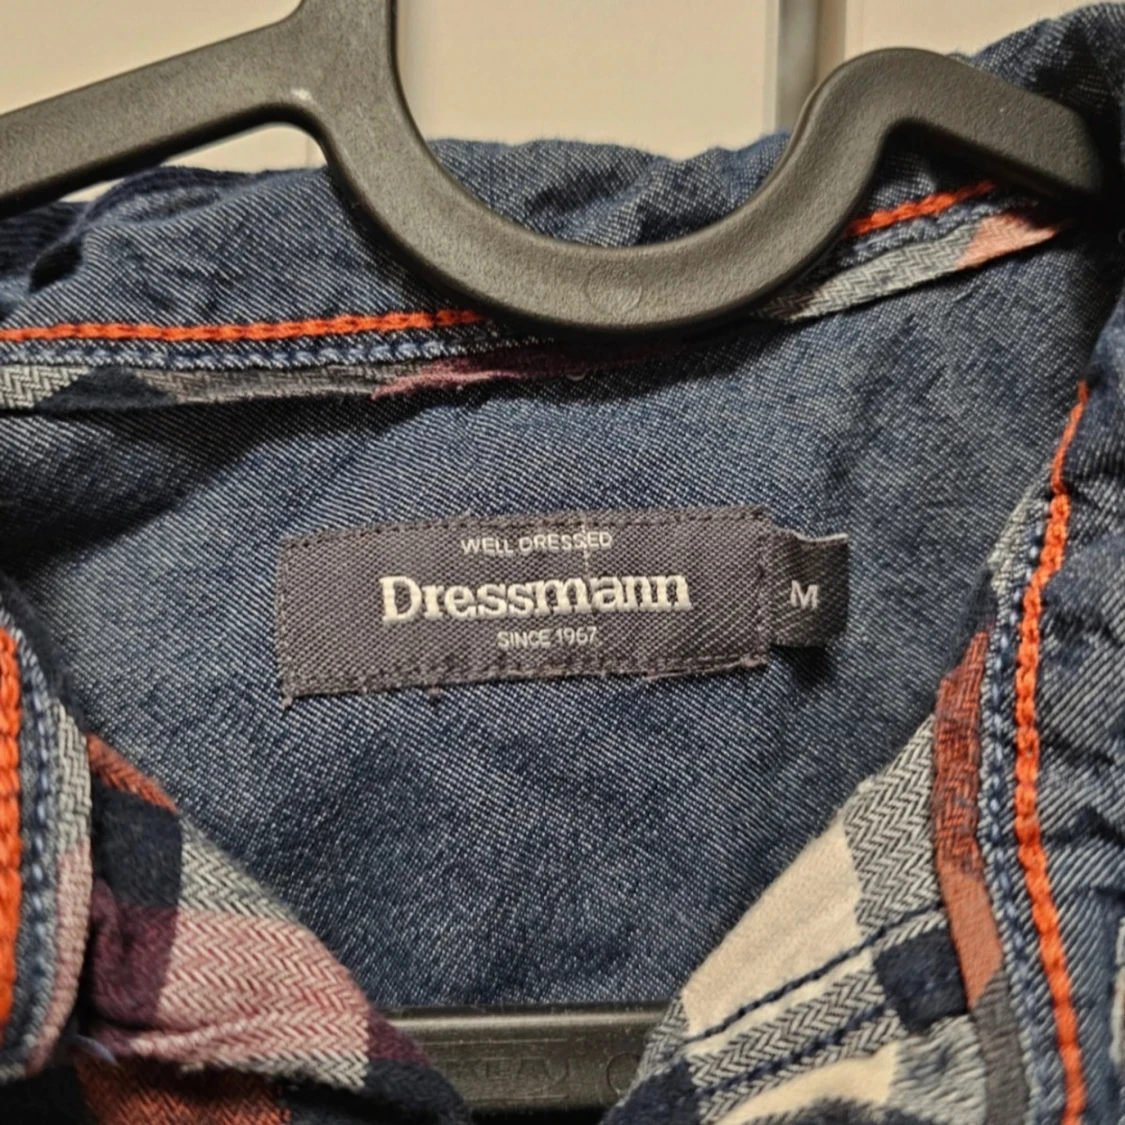 WELL DRESSED
Dressmann
SINCE 1967
M